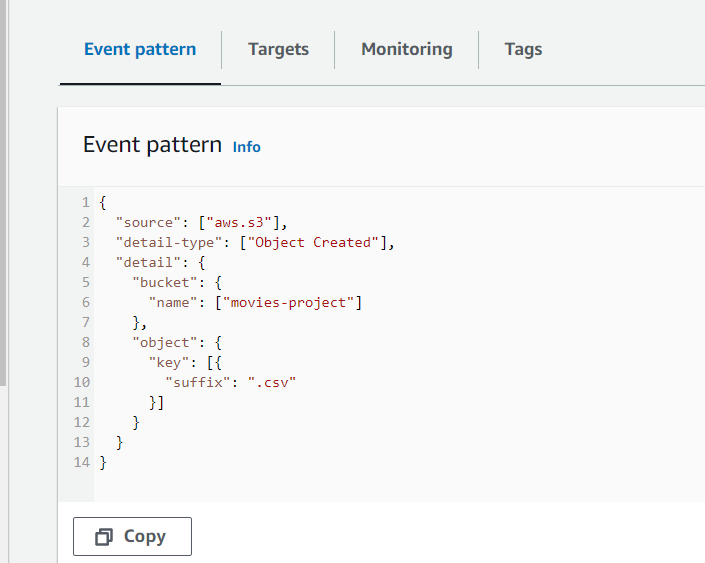 Event pattern Targets Monitoring Tags
Event pattern Info
1 {
2   "source": ["aws.s3"],
3   "detail-type": ["Object Created"],
4   "detail": {
5     "bucket": {
6       "name": ["movies-project"]
7     },
8     "object": {
9       "key": [{
10         "suffix": ".csv"
11       }]
12     }
13   }
14 }
Copy